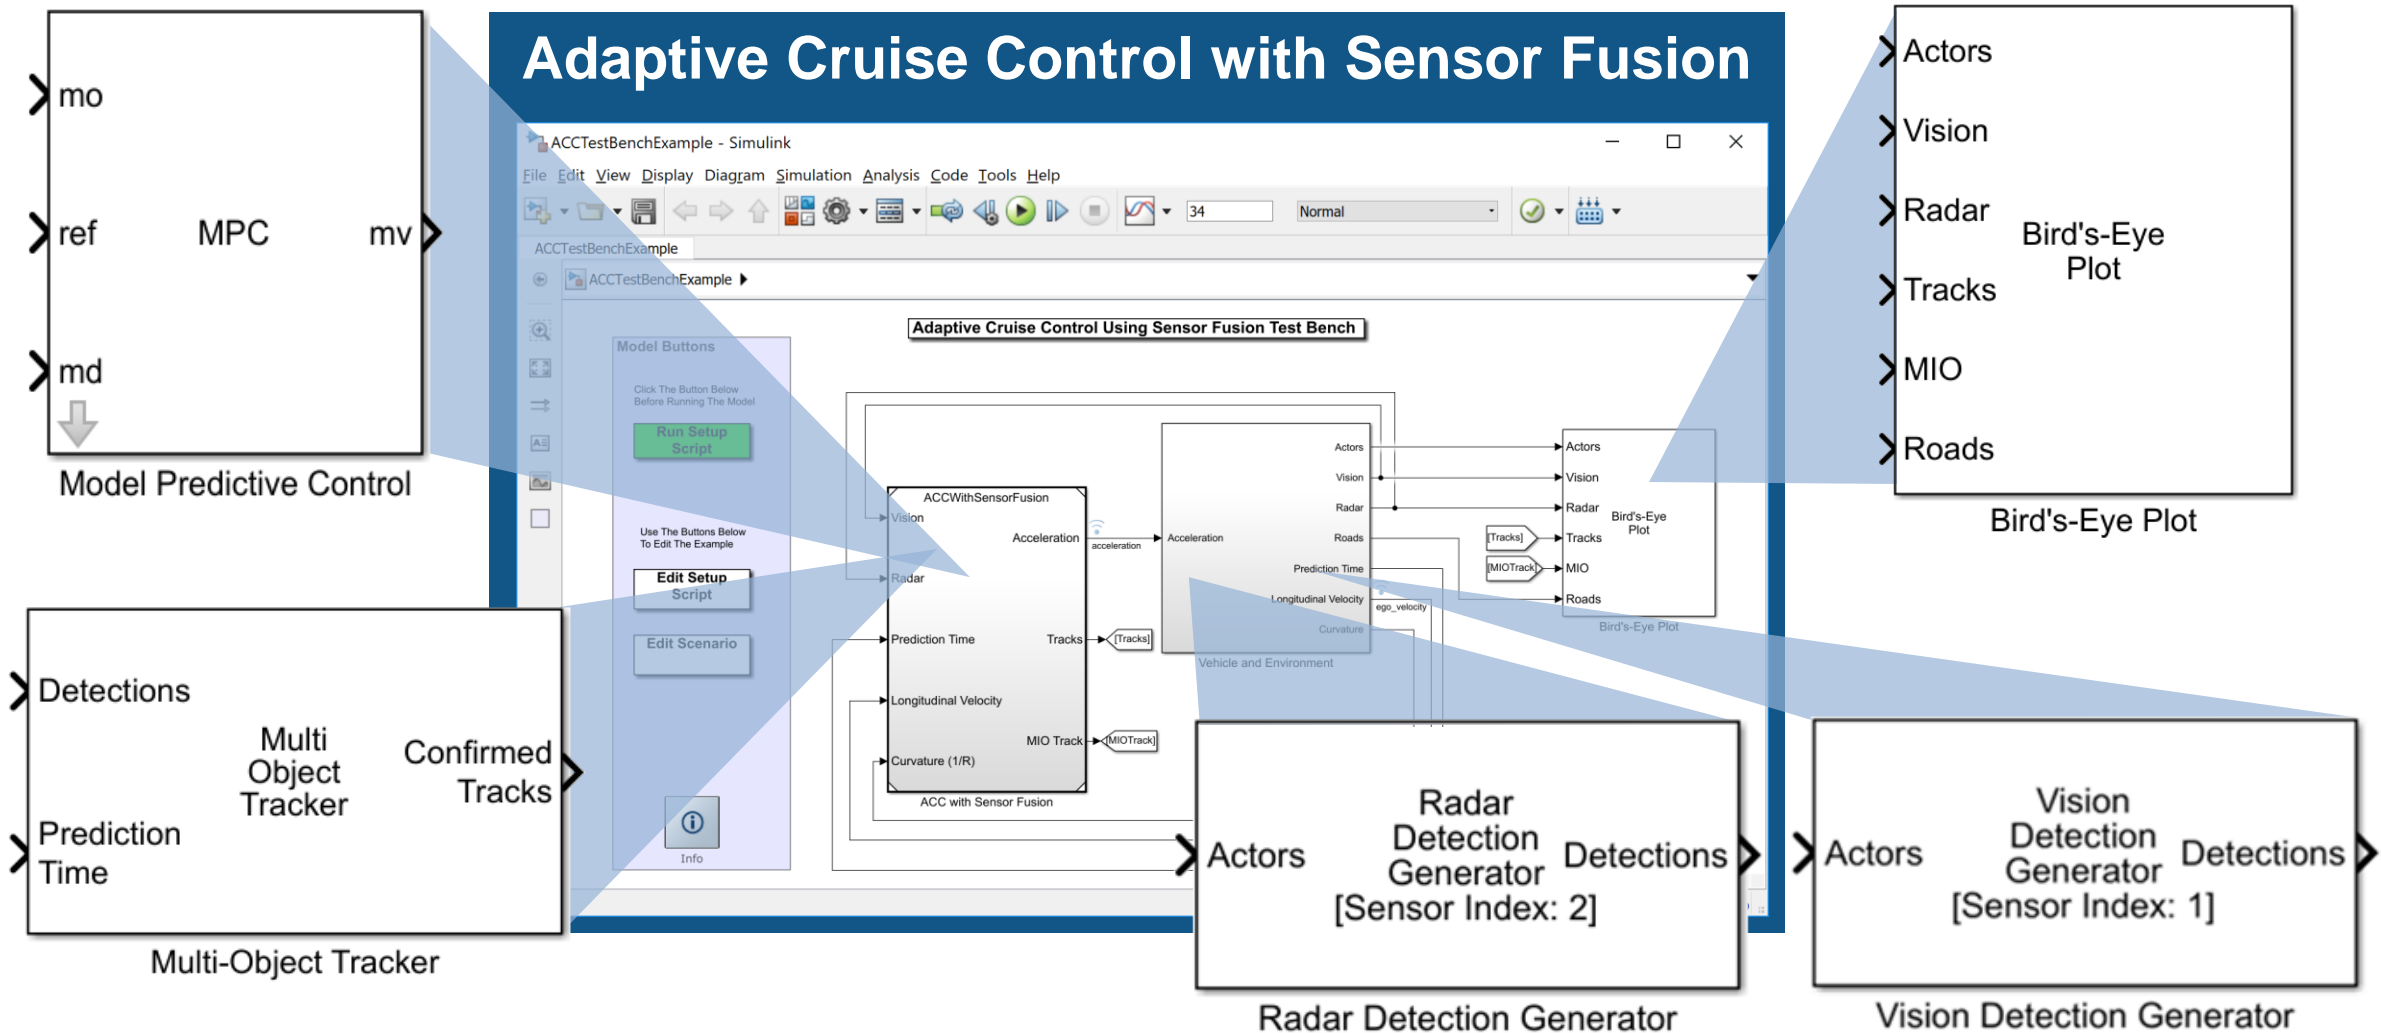 Adaptive Cruise Control with Sensor Fusion
mo
ref
md
MPC
mv
Model Predictive Control
ACCTestBenchExample - Simulink
File Edit View Display Diagram Simulation Analysis Code Tools Help
34
Normal
ACCTestBenchExample
ACCTestBenchExample
Adaptive Cruise Control Using Sensor Fusion Test Bench
Model Buttons
Click The Button Below
Before Running The Model
Run Setup
Script
Use The Buttons Below
To Edit The Example
Edit Setup
Script
Edit Scenario
Info
ACCWithSensorFusion
Vision
Radar
Prediction Time
Longitudinal Velocity
Curvature (1/R)
Acceleration
Tracks
MIO Track
ACC with Sensor Fusion
acceleration
[Tracks]
[MIOTrack]
Acceleration
Actors
Vision
Radar
Roads
Prediction Time
Longitudinal Velocity
Curvature
Vehicle and Environment
ego_velocity
[Tracks]
[MIOTrack]
Actors
Vision
Radar
Tracks
MIO
Roads
Bird's-Eye
Plot
Bird's-Eye Plot
Actors
Vision
Radar
Tracks
MIO
Roads
Bird's-Eye
Plot
Bird's-Eye Plot
Detections
Prediction
Time
Multi
Object
Tracker
Confirmed
Tracks
Multi-Object Tracker
Actors
Radar
Detection
Generator
[Sensor Index: 2]
Detections
Radar Detection Generator
Actors
Vision
Detection
Generator
[Sensor Index: 1]
Detections
Vision Detection Generator